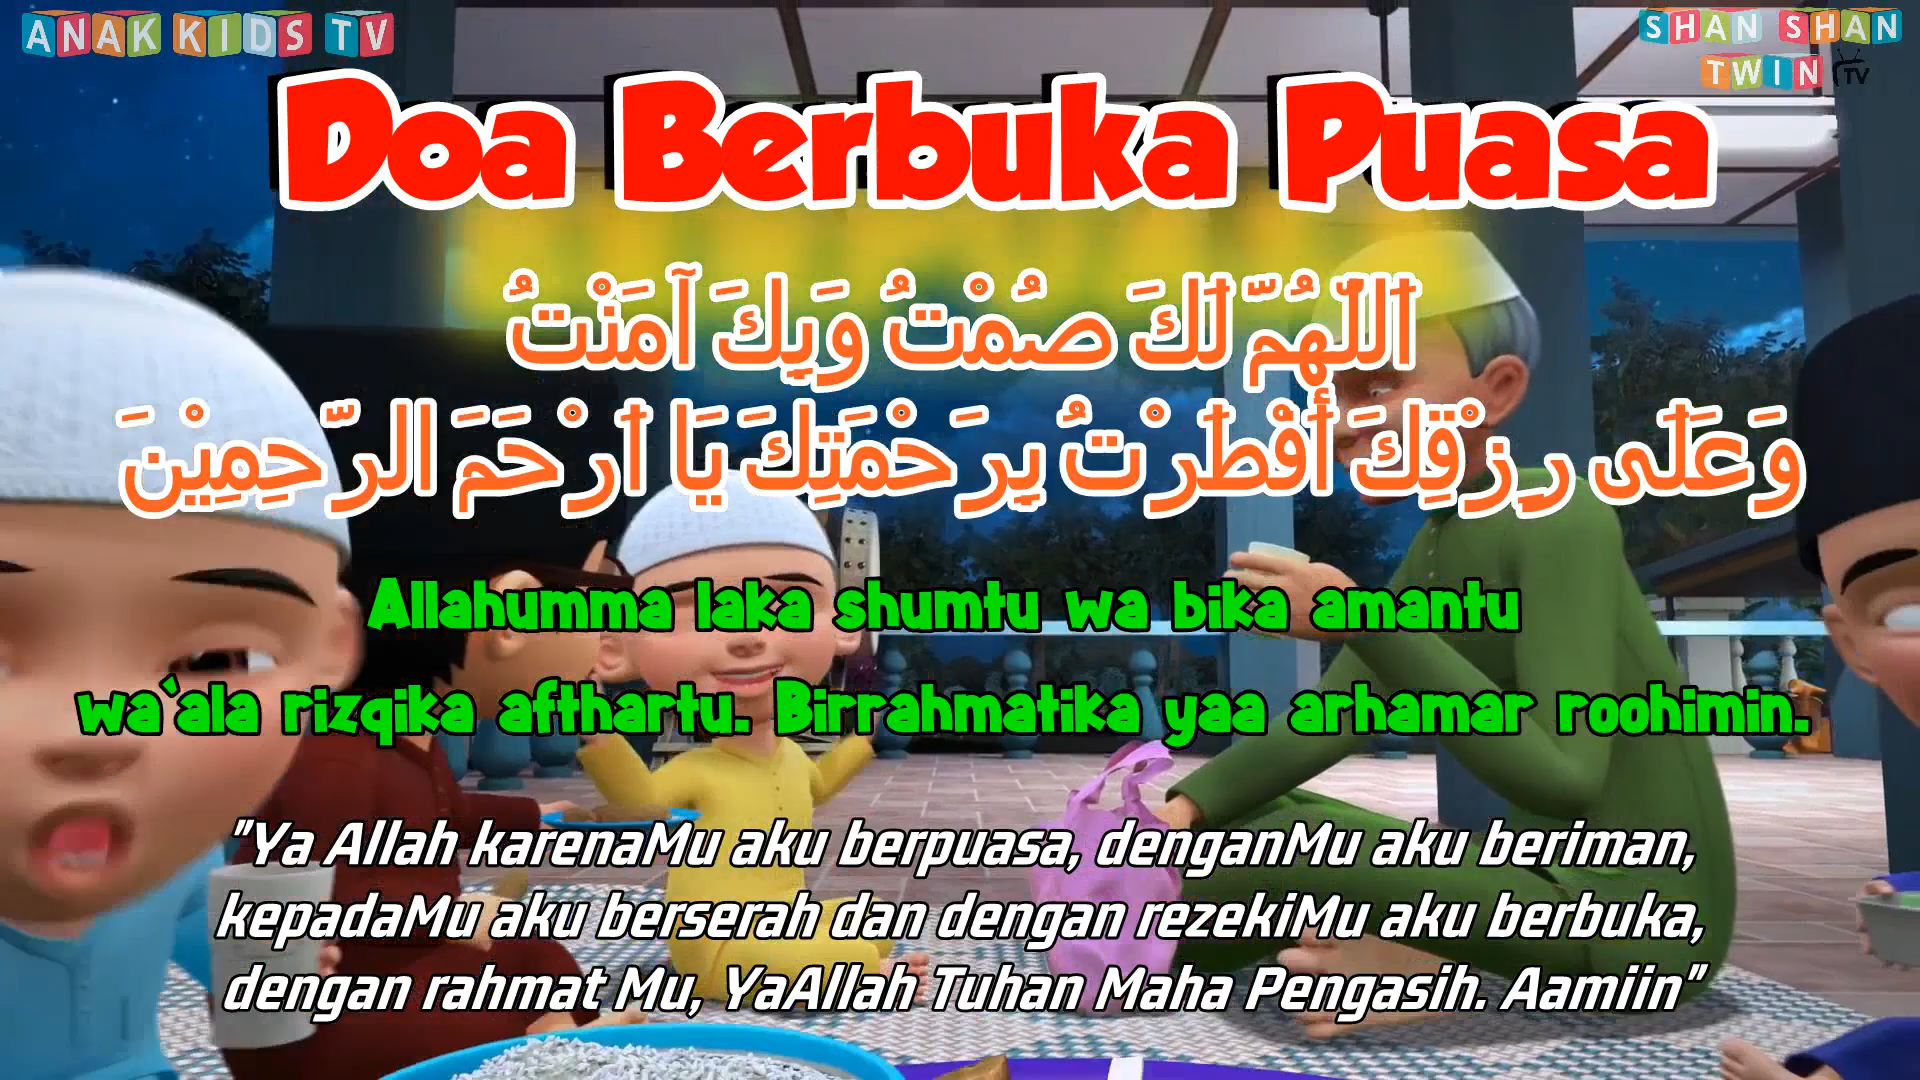 ANAK KIDS TV
SHAN SHAN
TWIN TV
Doa Berbuka Puasa
اَللّٰهُمَّ لَكَ صُمْتُ وَبِكَ آمَنْتُ
وَعَلَى رِزْقِكَ أَفْطَرْتُ بِرَحْمَتِكَ يَا اَرْحَمَ الرَّحِمِيْنَ
Allahumma laka shumtu wa bika amantu
wa`ala rizqika afthartu. Birrahmatika yaa arhamar roohimin.
"Ya Allah karenaMu aku berpuasa, denganMu aku beriman,
kepadaMu aku berserah dan dengan rezekiMu aku berbuka,
dengan rahmat Mu, YaAllah Tuhan Maha Pengasih. Aamiin"